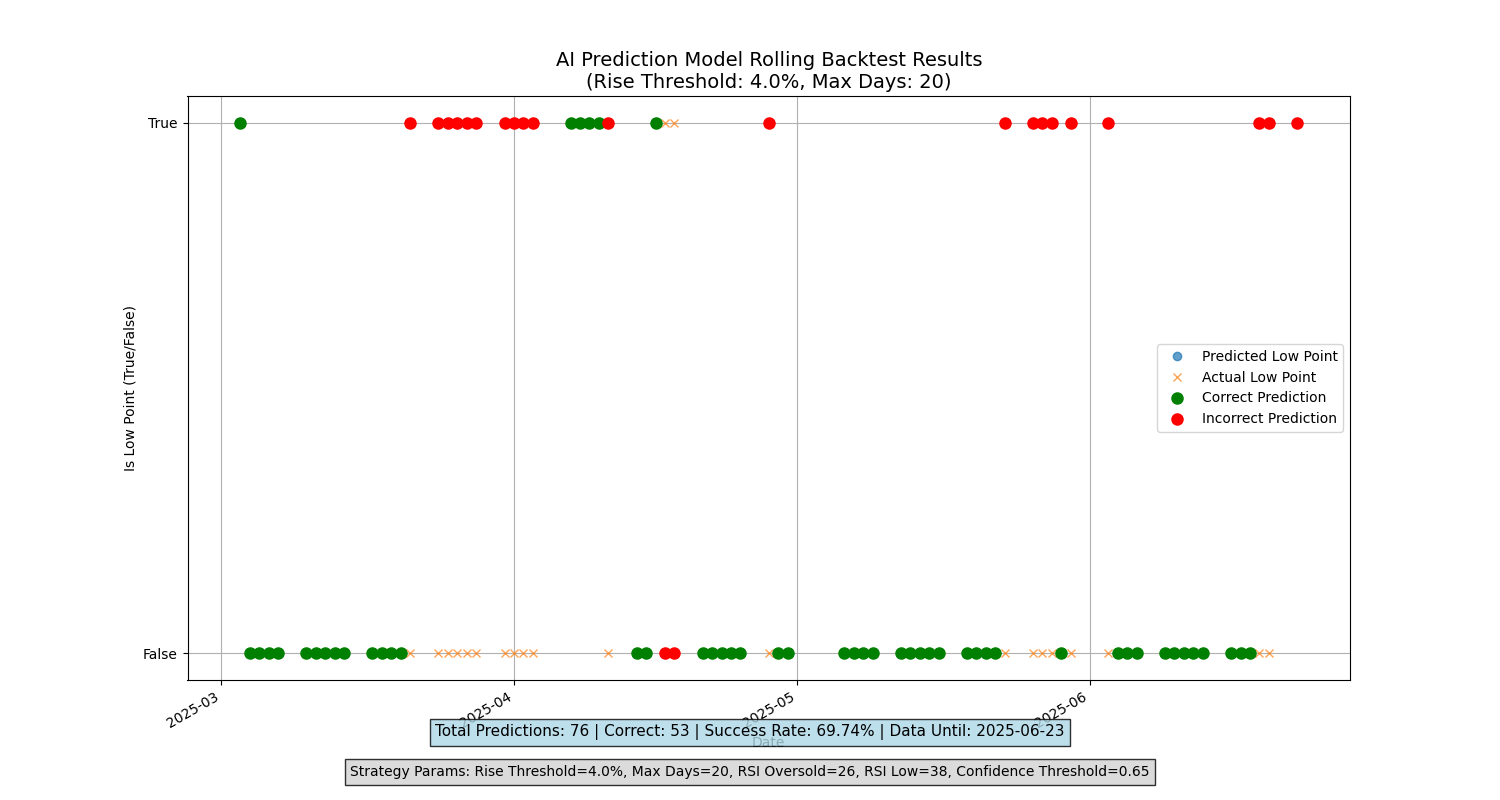 AI Prediction Model Rolling Backtest Results
(Rise Threshold: 4.0%, Max Days: 20)
True
Is Low Point (True/False)
Predicted Low Point
Actual Low Point
Correct Prediction
Incorrect Prediction
False
2025-03
2025-04
2025-05
2025-06
Total Predictions: 76 | Correct: 53 | Success Rate: 69.74% | Data Until: 2025-06-23
Date
Strategy Params: Rise Threshold=4.0%, Max Days=20, RSI Oversold=26, RSI Low=38, Confidence Threshold=0.65